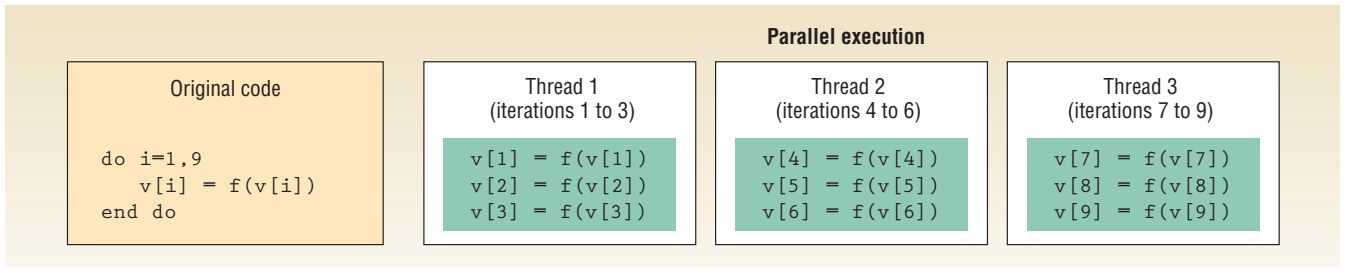 Parallel execution
Original code
do i=1,9
v[i] = f(v[i])
end do
Thread 1
(iterations 1 to 3)
v[1] = f(v[1])
v[2] = f(v[2])
v[3] = f(v[3])
Thread 2
(iterations 4 to 6)
v[4] = f(v[4])
v[5] = f(v[5])
v[6] = f(v[6])
Thread 3
(iterations 7 to 9)
v[7] = f(v[7])
v[8] = f(v[8])
v[9] = f(v[9])